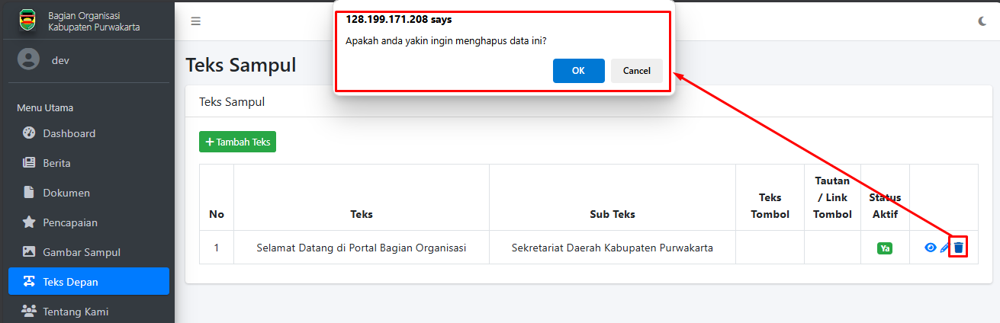 Bagian Organisasi
Kabupaten Purwakarta
dev
Menu Utama
Dashboard
Berita
Dokumen
Pencapaian
Gambar Sampul
Teks Depan
Tentang Kami
128.199.171.208 says
Apakah anda yakin ingin menghapus data ini?
OK Cancel
Teks Sampul
Teks Sampul
+ Tambah Teks
No Teks Sub Teks Teks Tombol Tautan / Link Tombol Status Aktif
1 Selamat Datang di Portal Bagian Organisasi Sekretariat Daerah Kabupaten Purwakarta Ya